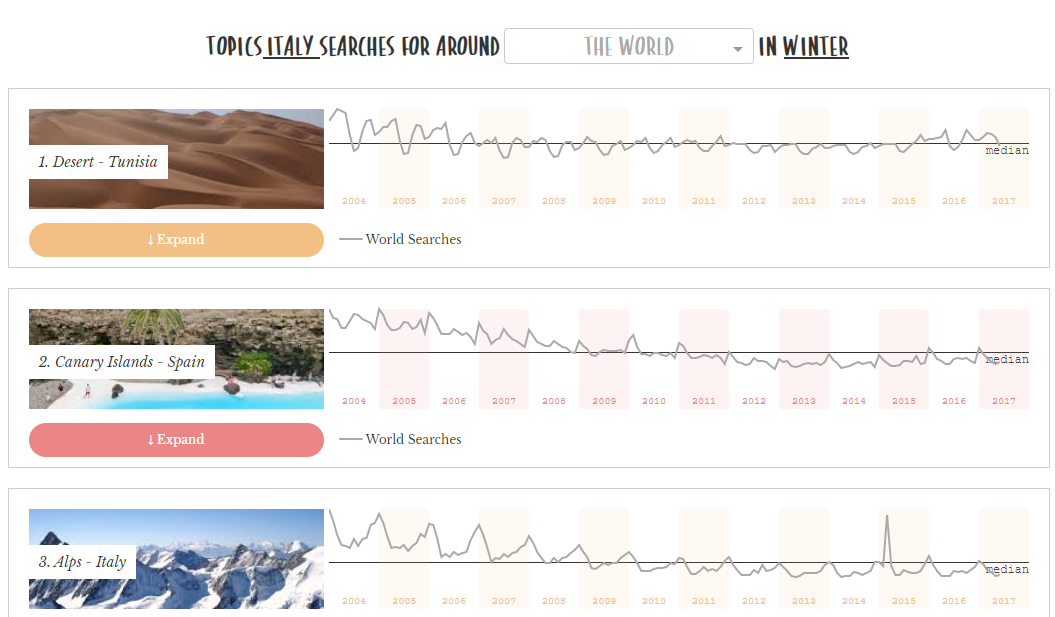 TOPICS ITALY SEARCHES FOR AROUND THE WORLD IN WINTER
1. Desert - Tunisia
median
2004 2005 2006 2007 2008 2009 2010 2011 2012 2013 2014 2015 2016 2017
↓ Expand
World Searches
2. Canary Islands - Spain
median
2004 2005 2006 2007 2008 2009 2010 2011 2012 2013 2014 2015 2016 2017
↓ Expand
World Searches
3. Alps - Italy
median
2004 2005 2006 2007 2008 2009 2010 2011 2012 2013 2014 2015 2016 2017